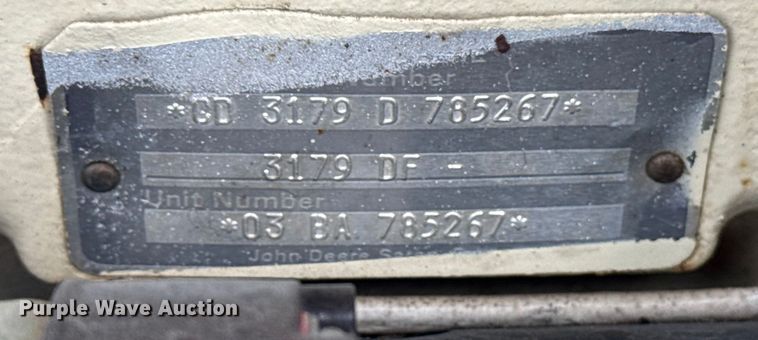 Number
*CD 3179 D 785267*
3179 DF -
Unit Number
*03 BA 785267*
John Deere
Purple Wave Auction